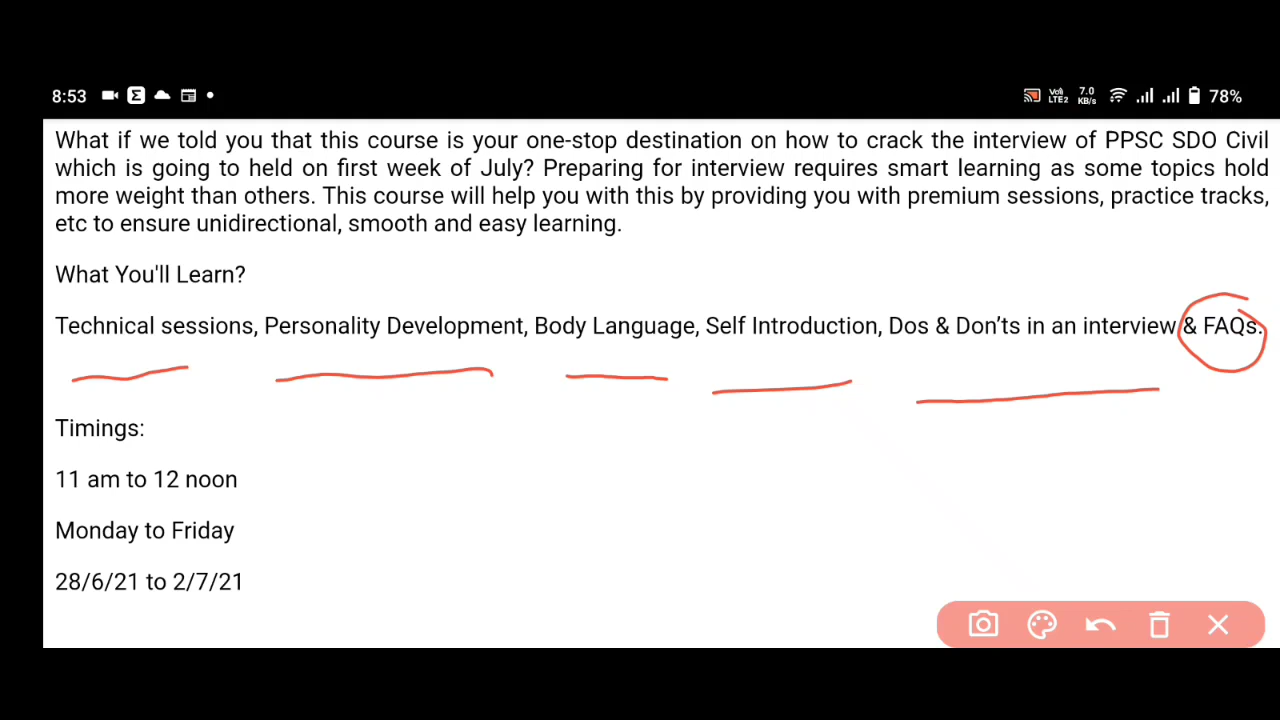 8:53 Σ Vo)) LTE2 7.0 KB/s 78%
What if we told you that this course is your one-stop destination on how to crack the interview of PPSC SDO Civil
which is going to held on first week of July? Preparing for interview requires smart learning as some topics hold
more weight than others. This course will help you with this by providing you with premium sessions, practice tracks,
etc to ensure unidirectional, smooth and easy learning.
What You'll Learn?
Technical sessions, Personality Development, Body Language, Self Introduction, Dos & Don’ts in an interview & FAQs.
Timings:
11 am to 12 noon
Monday to Friday
28/6/21 to 2/7/21